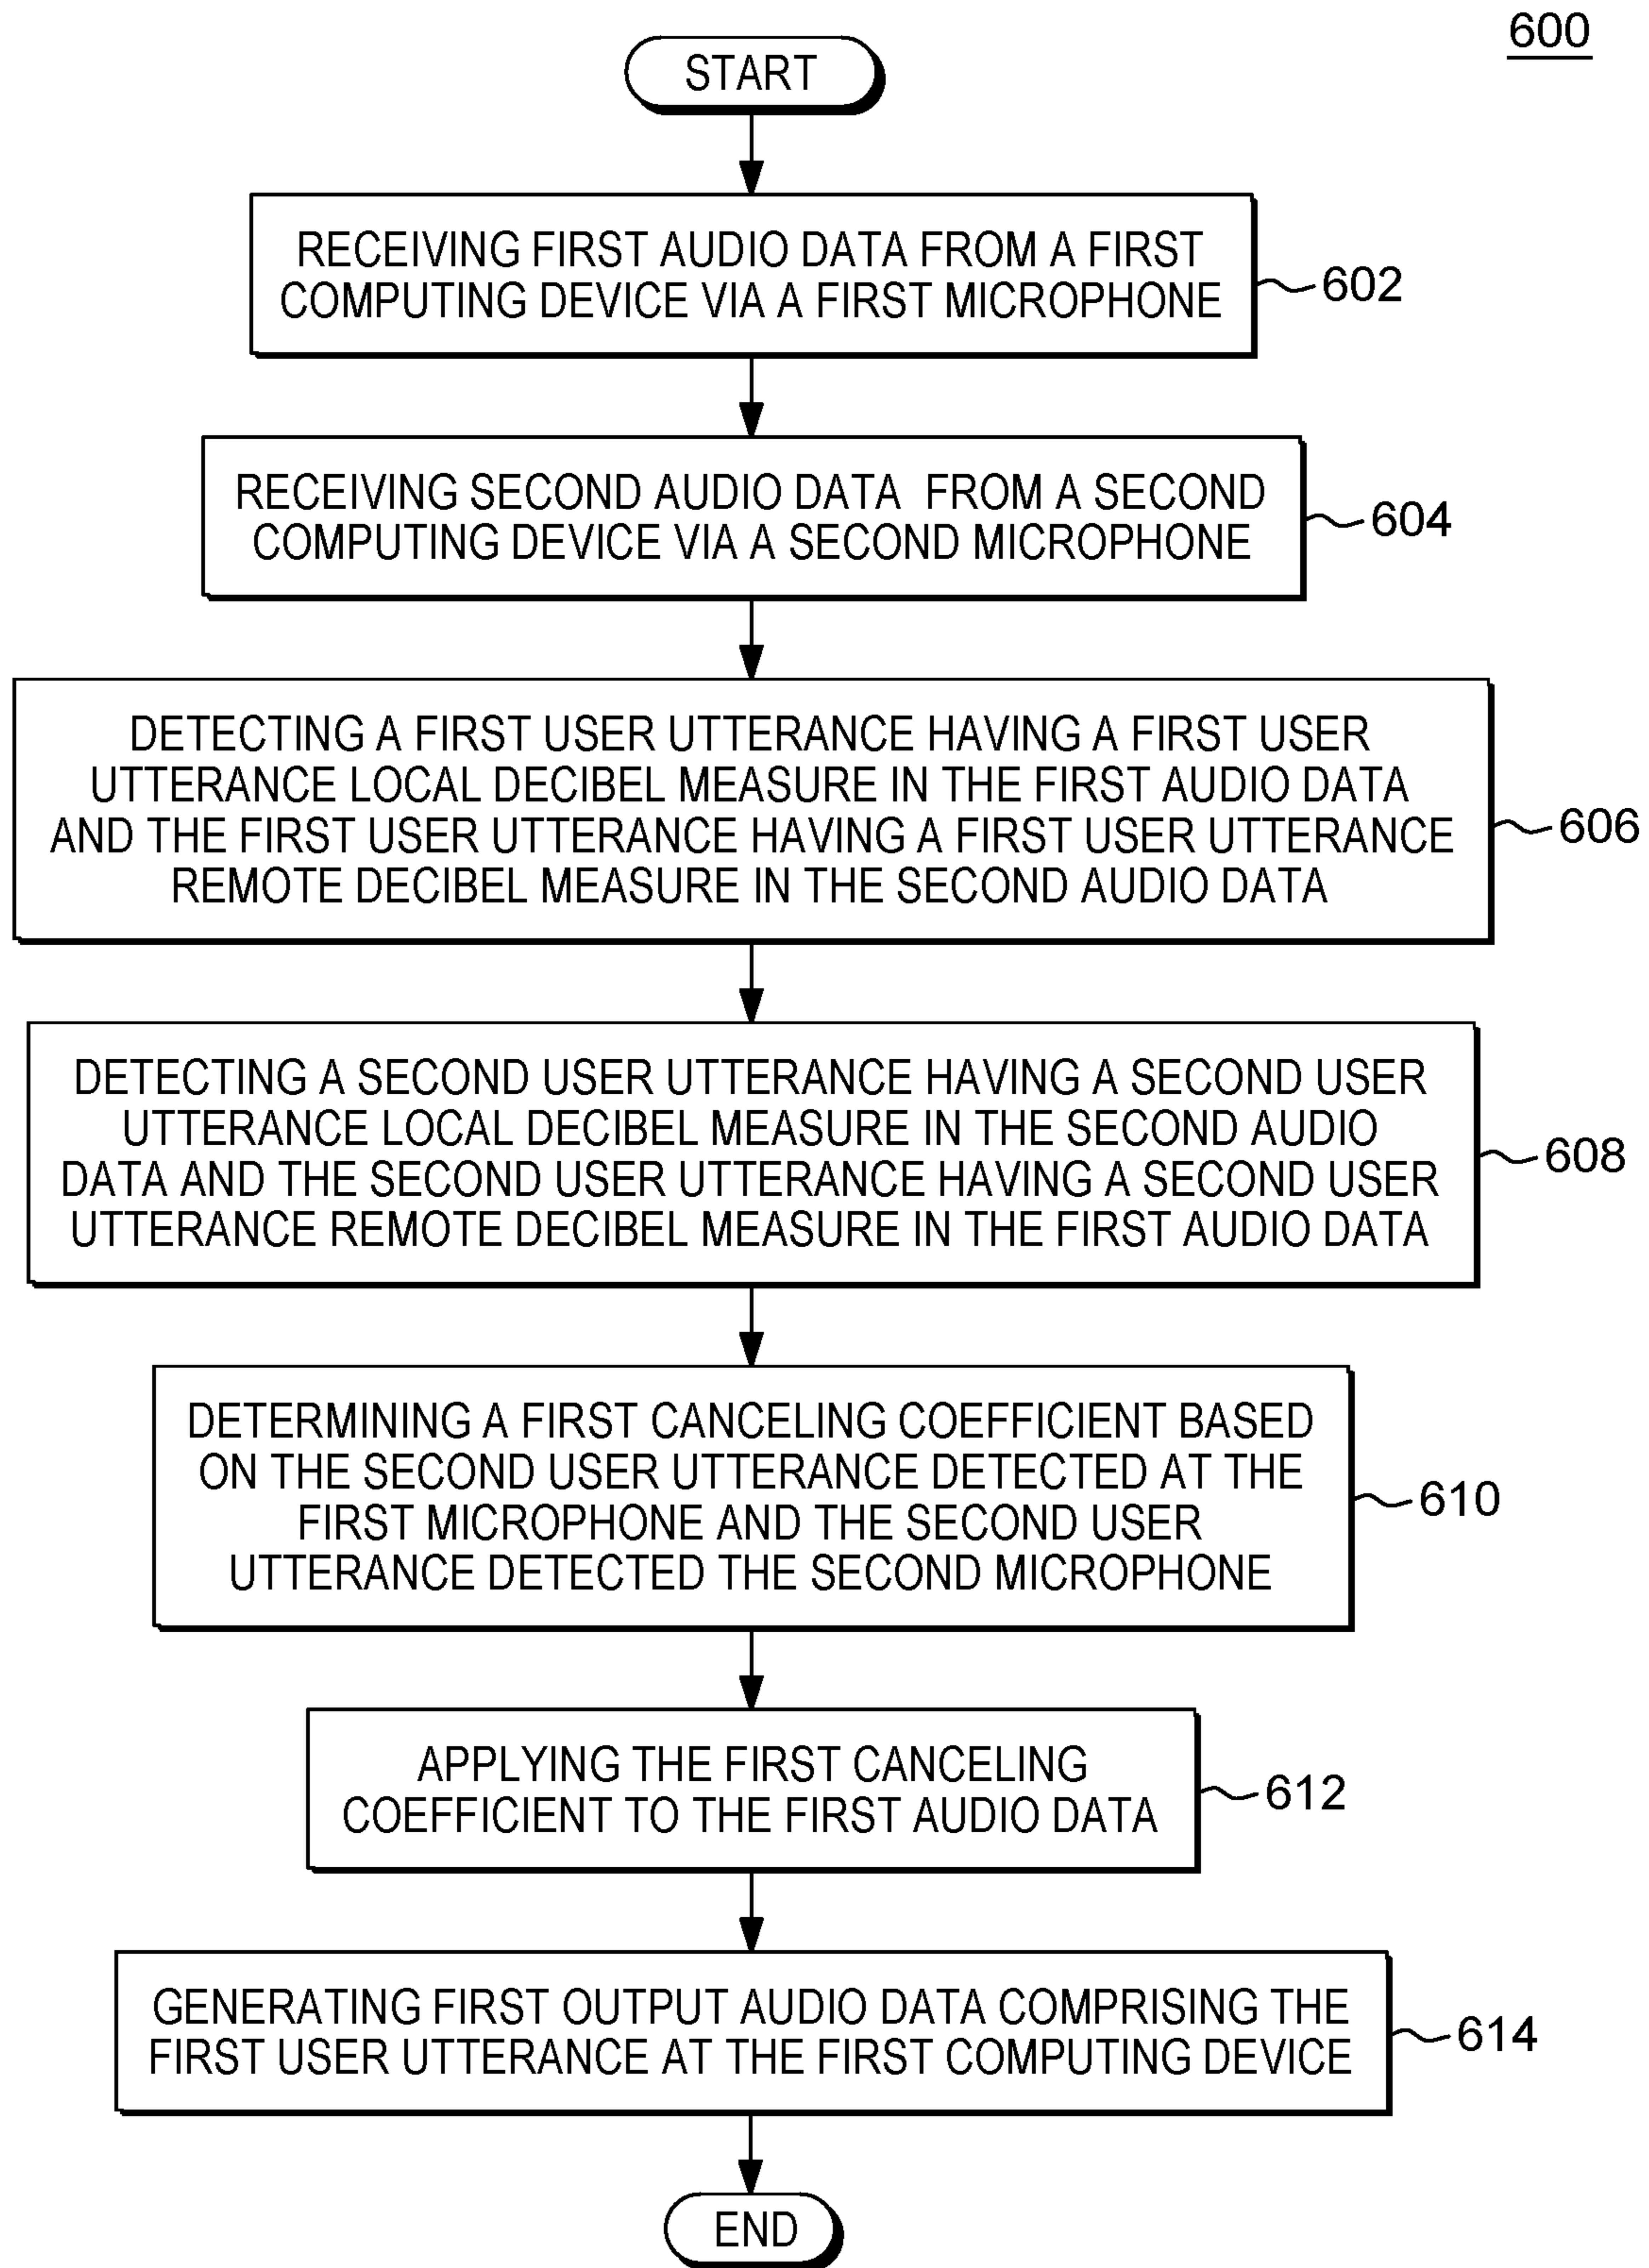 600
START
RECEIVING FIRST AUDIO DATA FROM A FIRST
COMPUTING DEVICE VIA A FIRST MICROPHONE
602
RECEIVING SECOND AUDIO DATA FROM A SECOND
COMPUTING DEVICE VIA A SECOND MICROPHONE
604
DETECTING A FIRST USER UTTERANCE HAVING A FIRST USER
UTTERANCE LOCAL DECIBEL MEASURE IN THE FIRST AUDIO DATA
AND THE FIRST USER UTTERANCE HAVING A FIRST USER UTTERANCE
REMOTE DECIBEL MEASURE IN THE SECOND AUDIO DATA
606
DETECTING A SECOND USER UTTERANCE HAVING A SECOND USER
UTTERANCE LOCAL DECIBEL MEASURE IN THE SECOND AUDIO
DATA AND THE SECOND USER UTTERANCE HAVING A SECOND USER
UTTERANCE REMOTE DECIBEL MEASURE IN THE FIRST AUDIO DATA
608
DETERMINING A FIRST CANCELING COEFFICIENT BASED
ON THE SECOND USER UTTERANCE DETECTED AT THE
FIRST MICROPHONE AND THE SECOND USER
UTTERANCE DETECTED THE SECOND MICROPHONE
610
APPLYING THE FIRST CANCELING
COEFFICIENT TO THE FIRST AUDIO DATA
612
GENERATING FIRST OUTPUT AUDIO DATA COMPRISING THE
FIRST USER UTTERANCE AT THE FIRST COMPUTING DEVICE
614
END